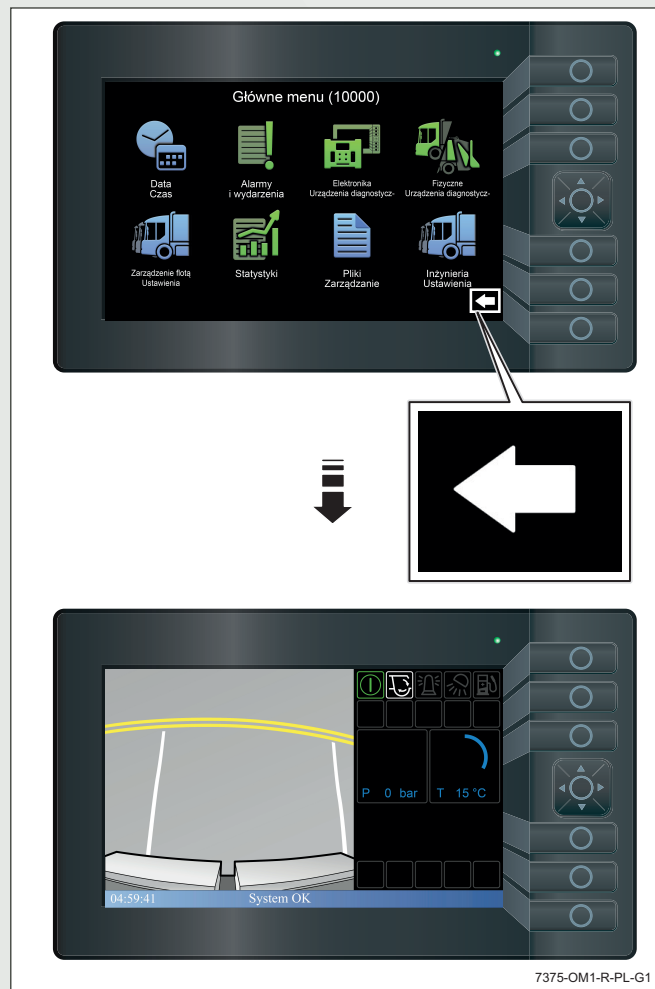 Główne menu (10000)
Data
Czas
Alarmy
i wydarzenia
Elektronika
Urządzenia diagnostycz-
Fizyczne
Urządzenia diagnostycz-
Zarządzenie flotą
Ustawienia
Statystyki
Pliki
Zarządzanie
Inżynieria
Ustawienia
P 0 bar
T 15 °C
04:59:41 System OK
7375-OM1-R-PL-G1